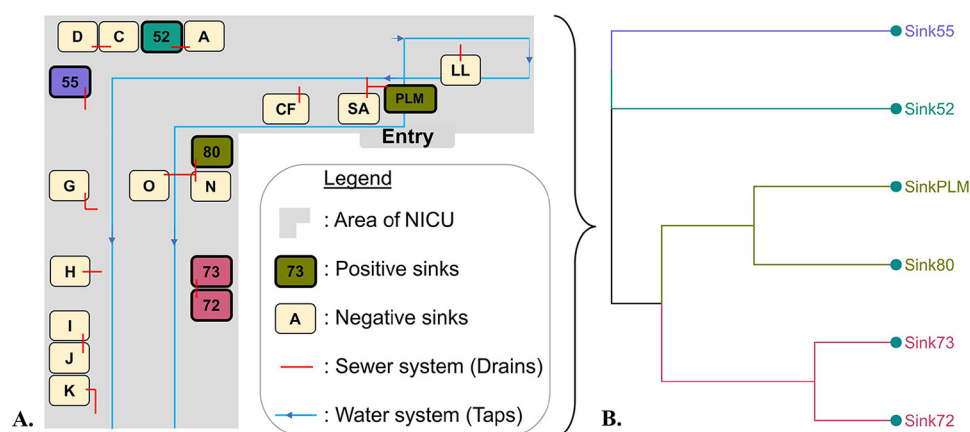 D
C
52
A
55
LL
CF
SA
PLM
Entry
80
G
O
N
H
73
72
I
J
K
Legend
: Area of NICU
73 : Positive sinks
A : Negative sinks
: Sewer system (Drains)
: Water system (Taps)
A.
Sink55
Sink52
SinkPLM
Sink80
Sink73
Sink72
B.